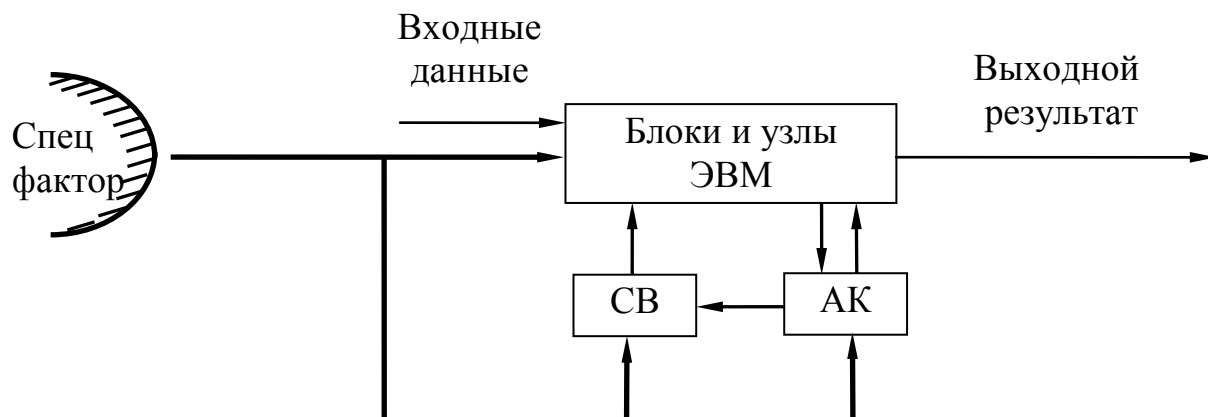 Входные
данные
Выходной
результат
Спец
фактор
Блоки и узлы
ЭВМ
СВ
АК